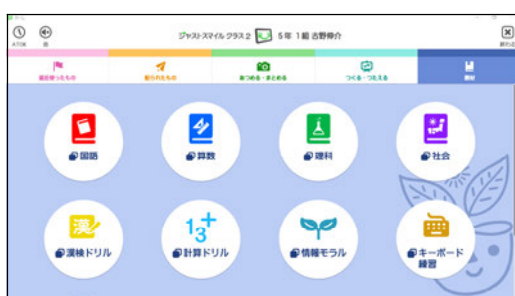 ジャストスマイル クラス2 5年 1組 古野伸介
ATOK
最近使ったもの
配られたもの
あつめる・まとめる
つくる・つたえる
教材
国語
算数
理科
社会
漢
漢検ドリル
計算ドリル
情報モラル
キーボード
練習